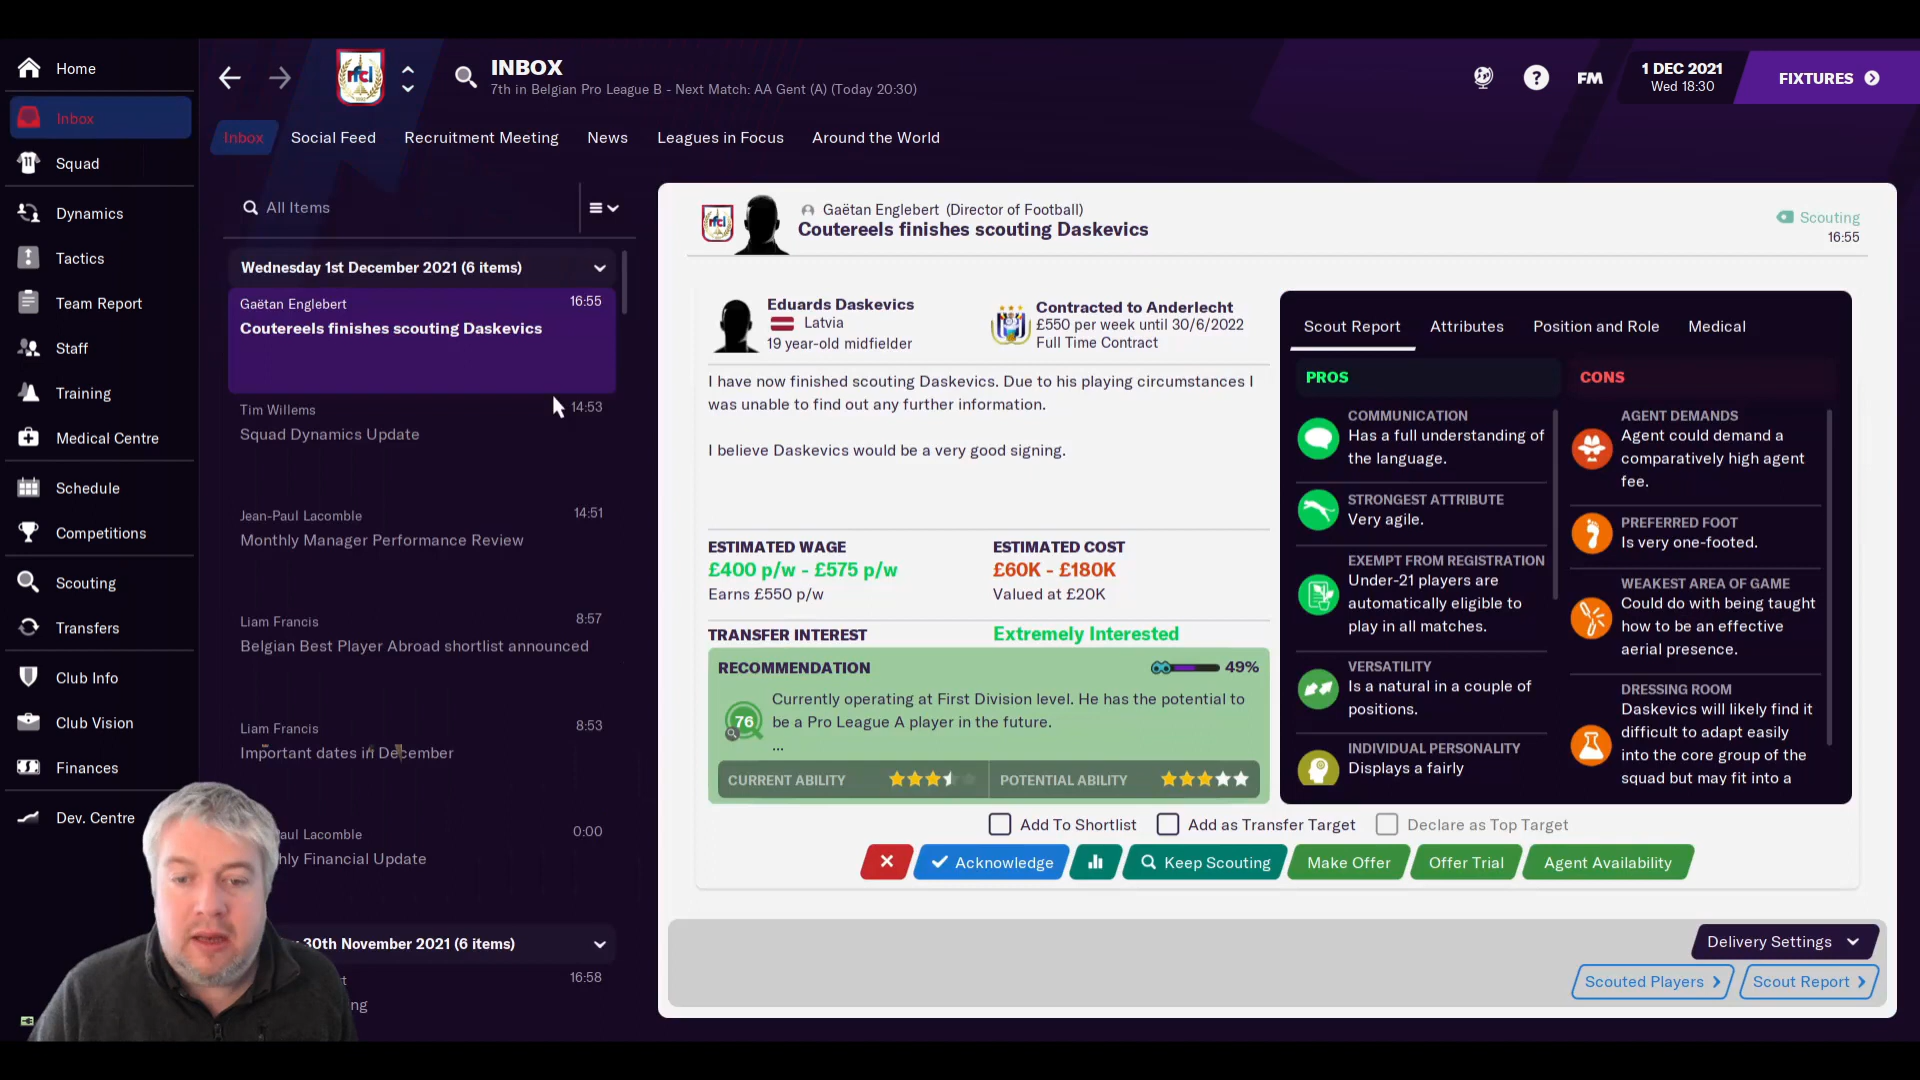 Home
Inbox
Squad
Dynamics
Tactics
Team Report
Staff
Training
Medical Centre
Schedule
Competitions
Scouting
Transfers
Club Info
Club Vision
Finances
Dev. Centre
rfcl
INBOX
7th in Belgian Pro League B - Next Match: AA Gent (A) (Today 20:30)
FM
1 DEC 2021
Wed 18:30
FIXTURES
Inbox
Social Feed
Recruitment Meeting
News
Leagues in Focus
Around the World
All Items
Wednesday 1st December 2021 (6 items)
Gaëtan Englebert
16:55
Coutereels finishes scouting Daskevics
Tim Willems
14:53
Squad Dynamics Update
Jean-Paul Lacomble
14:51
Monthly Manager Performance Review
Liam Francis
8:57
Belgian Best Player Abroad shortlist announced
Liam Francis
8:53
Important dates in December
Paul Lacomble
0:00
hly Financial Update
30th November 2021 (6 items)
16:58
ng
rfcl
Gaëtan Englebert (Director of Football)
Coutereels finishes scouting Daskevics
Scouting
16:55
Eduards Daskevics
Latvia
19 year-old midfielder
Contracted to Anderlecht
£550 per week until 30/6/2022
Full Time Contract
I have now finished scouting Daskevics. Due to his playing circumstances I
was unable to find out any further information.
I believe Daskevics would be a very good signing.
ESTIMATED WAGE
£400 p/w - £575 p/w
Earns £550 p/w
ESTIMATED COST
£60K - £180K
Valued at £20K
TRANSFER INTEREST
Extremely Interested
RECOMMENDATION
49%
76
Currently operating at First Division level. He has the potential to
be a Pro League A player in the future.
...
CURRENT ABILITY
POTENTIAL ABILITY
Scout Report
Attributes
Position and Role
Medical
PROS
COMMUNICATION
Has a full understanding of
the language.
STRONGEST ATTRIBUTE
Very agile.
EXEMPT FROM REGISTRATION
Under-21 players are
automatically eligible to
play in all matches.
VERSATILITY
Is a natural in a couple of
positions.
INDIVIDUAL PERSONALITY
Displays a fairly
CONS
AGENT DEMANDS
Agent could demand a
comparatively high agent
fee.
PREFERRED FOOT
Is very one-footed.
WEAKEST AREA OF GAME
Could do with being taught
how to be an effective
aerial presence.
DRESSING ROOM
Daskevics will likely find it
difficult to adapt easily
into the core group of the
squad but may fit into a
Add To Shortlist
Add as Transfer Target
Declare as Top Target
Acknowledge
Keep Scouting
Make Offer
Offer Trial
Agent Availability
Delivery Settings
Scouted Players
Scout Report